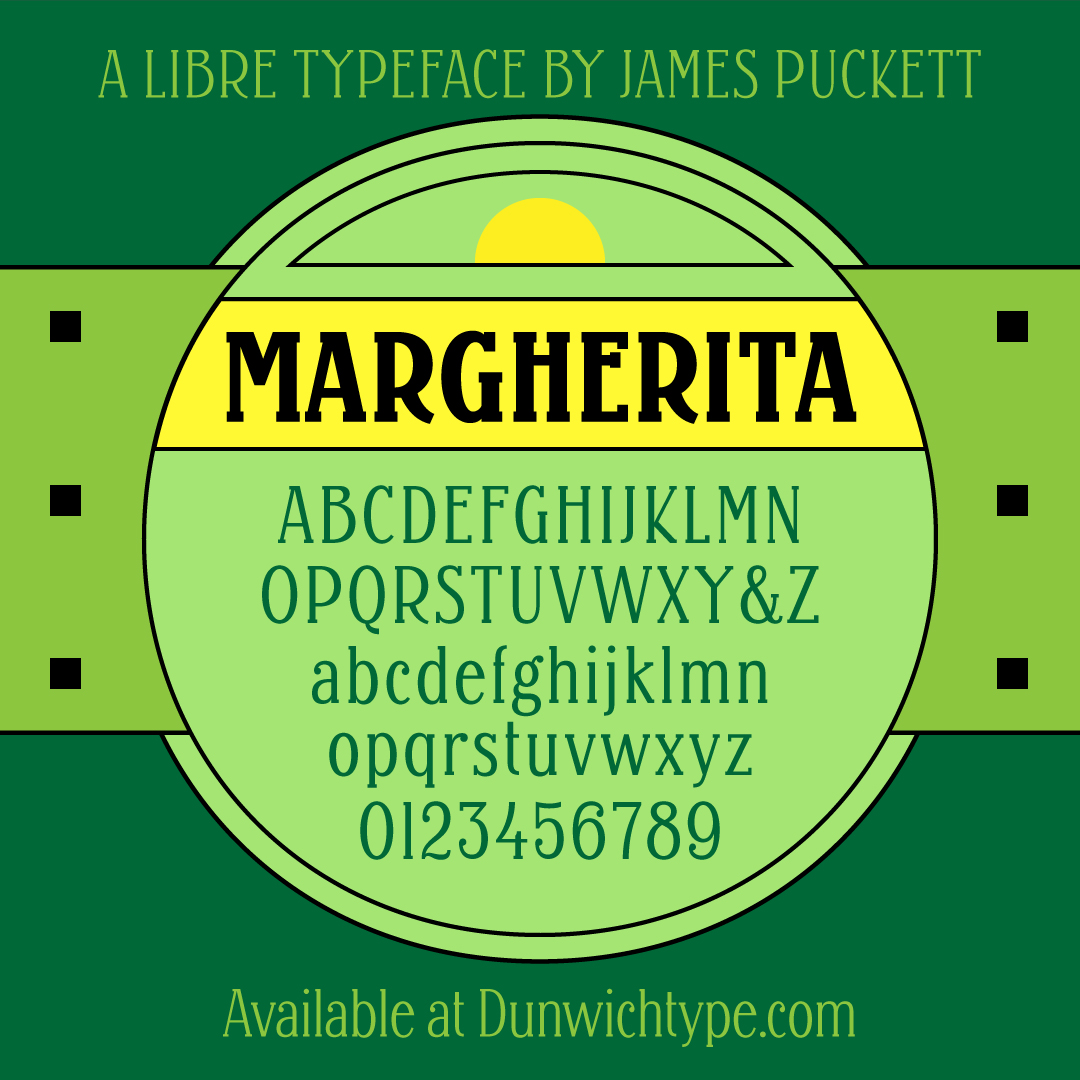 A LIBRE TYPEFACE BY JAMES PUCKETT
MARGHERITA
ABCDEFGHIJKLMN
OPQRSTUVWXY&Z
abcdefghijklmn
opqrstuvwxyz
0123456789
Available at Dunwichtype.com